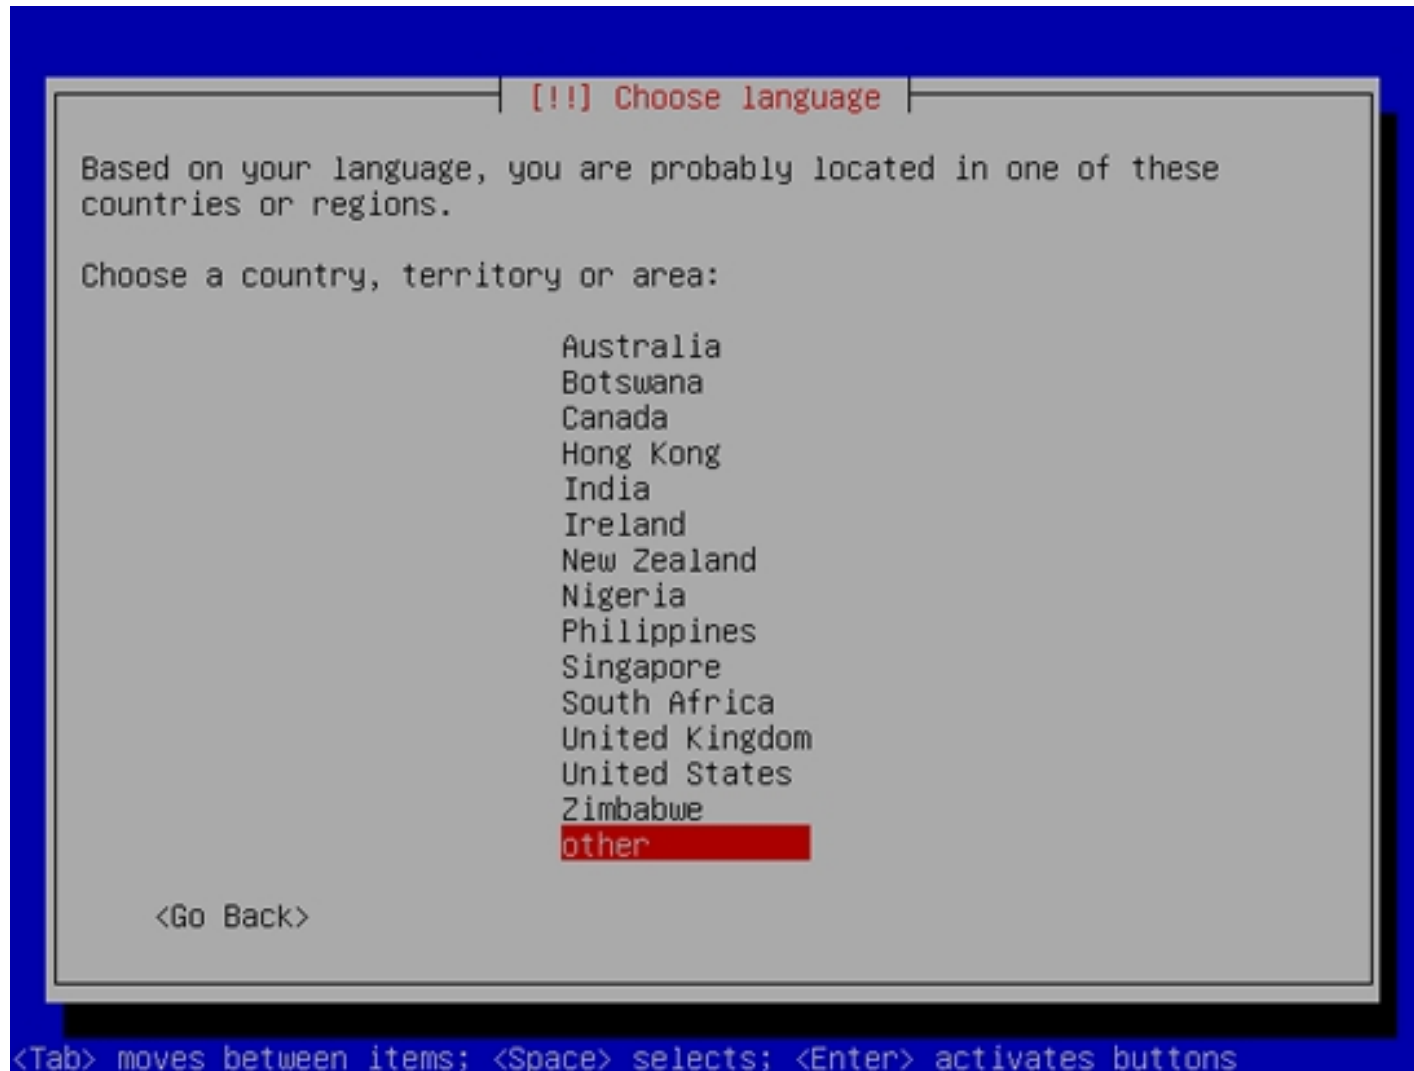 [!!] Choose language
Based on your language, you are probably located in one of these
countries or regions.
Choose a country, territory or area:
Australia
Botswana
Canada
Hong Kong
India
Ireland
New Zealand
Nigeria
Philippines
Singapore
South Africa
United Kingdom
United States
Zimbabwe
other
<Go Back>
<Tab> moves between items; <Space> selects; <Enter> activates buttons